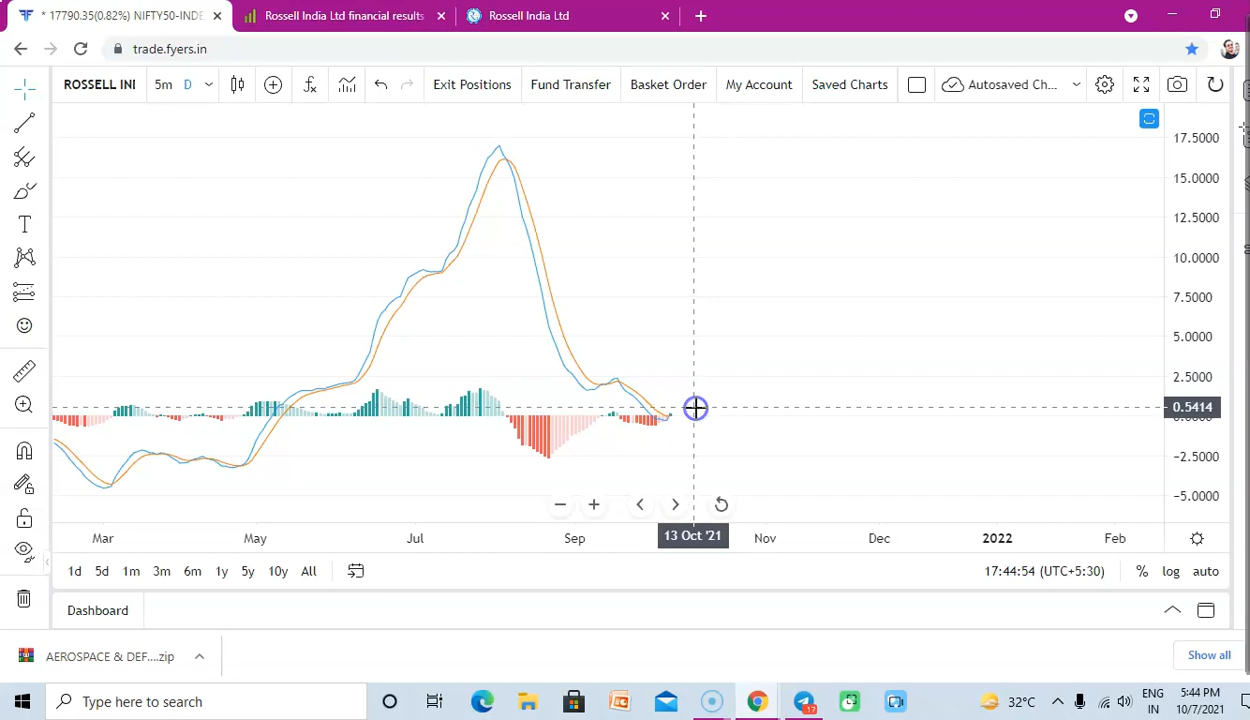 * 17790.35(0.82%) NIFTY50-INDE
Rossell India Ltd financial results
Rossell India Ltd
trade.fyers.in
ROSSELL INI
5m
D
Exit Positions
Fund Transfer
Basket Order
My Account
Saved Charts
Autosaved Ch...
17.5000
15.0000
12.5000
10.0000
7.5000
5.0000
2.5000
0.5414
−2.5000
−5.0000
Mar
May
Jul
Sep
13 Oct '21
Nov
Dec
2022
Feb
1d
5d
1m
3m
6m
1y
5y
10y
All
17:44:54 (UTC+5:30)
%
log
auto
Dashboard
AEROSPACE & DEF....zip
Show all
Type here to search
17
32°C
ENG
IN
5:44 PM
10/7/2021